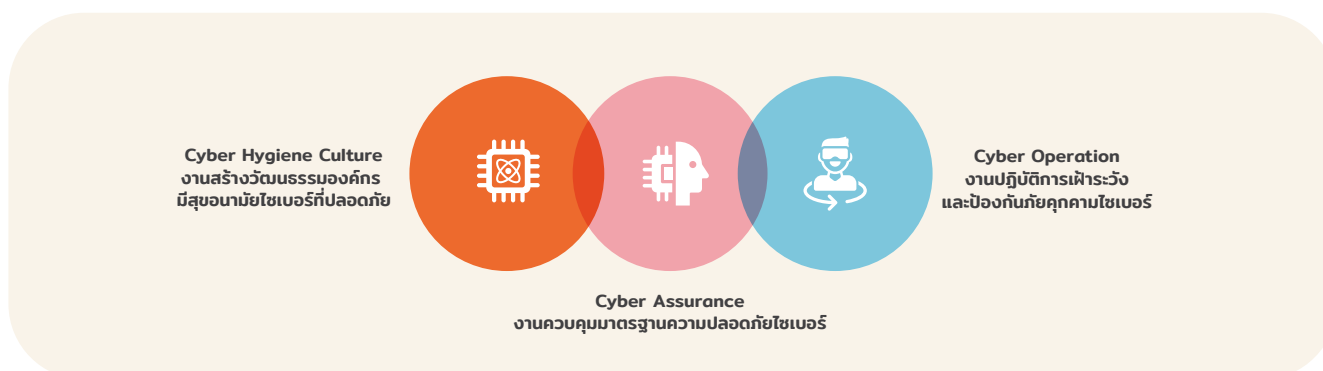 Cyber Hygiene Culture
งานสร้างวัฒนธรรมองค์กร
มีสุขอนามัยไซเบอร์ที่ปลอดภัย
Cyber Operation
งานปฏิบัติการเฝ้าระวัง
และป้องกันภัยคุกคามไซเบอร์
Cyber Assurance
งานควบคุมมาตรฐานความปลอดภัยไซเบอร์